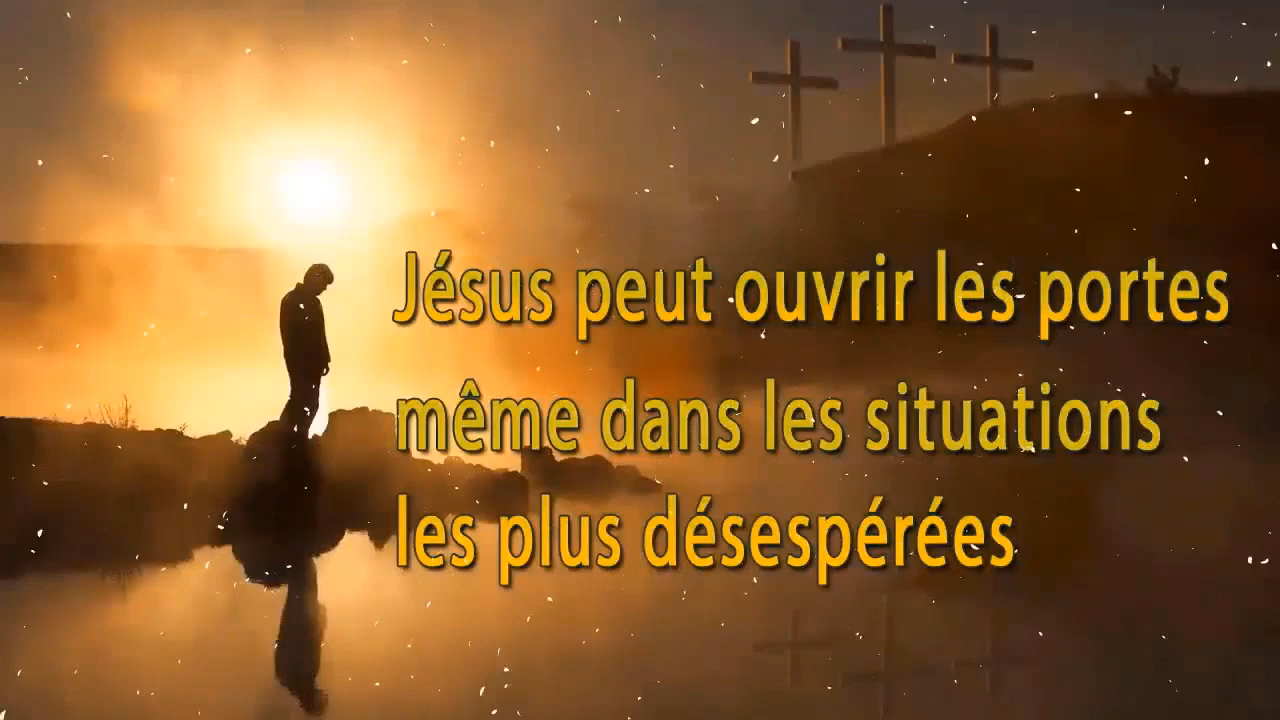 Jésus peut ouvrir les portes
même dans les situations
les plus désespérées